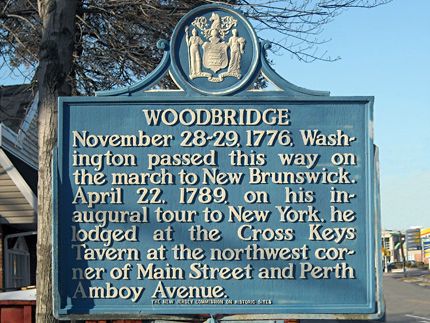 WOODBRIDGE
November 28-29, 1776, Wash-
ington passed this way on
the march to New Brunswick.
April 22, 1789, on his in-
augural tour to New York, he
lodged at the Cross Keys
Tavern at the northwest cor-
ner of Main Street and Perth
Amboy Avenue.
THE NEW JERSEY COMMISSION ON HISTORIC SITES